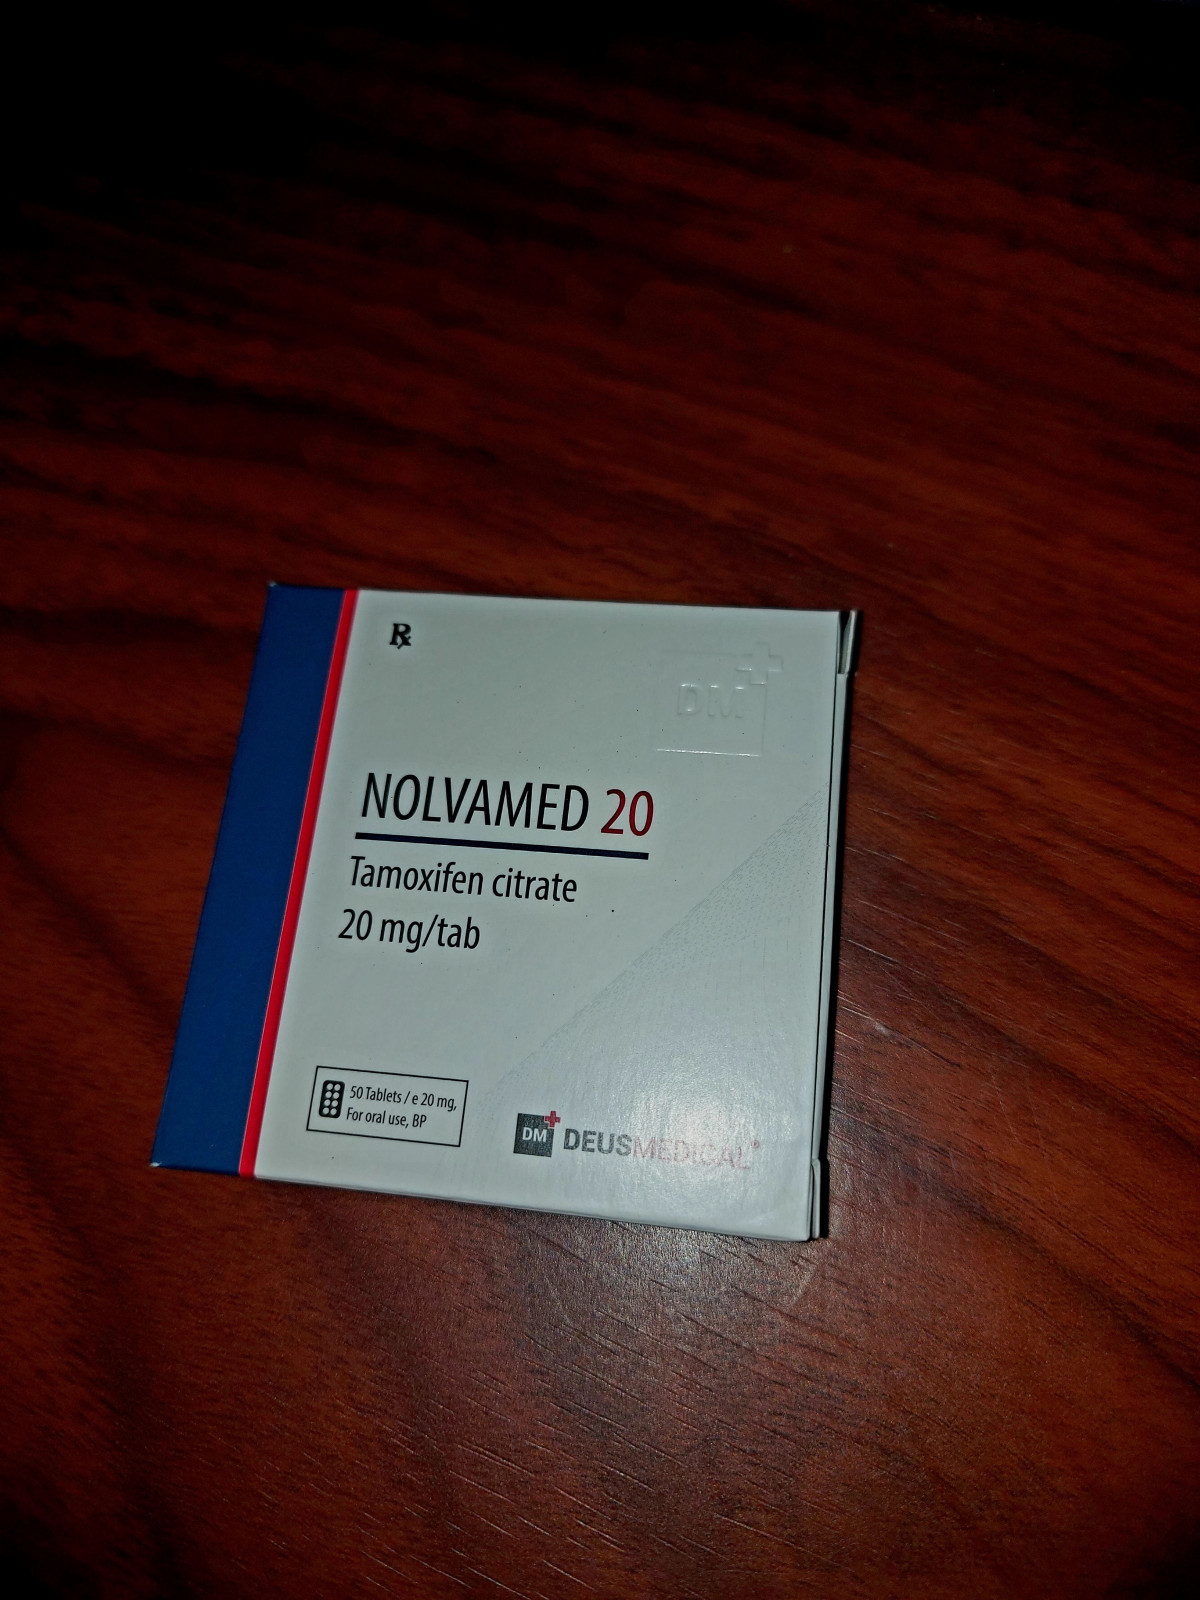 ℞
DM
NOLVAMED 20
Tamoxifen citrate
20 mg/tab
50 Tablets / e 20 mg,
For oral use, BP
DM DEUSMEDICAL®